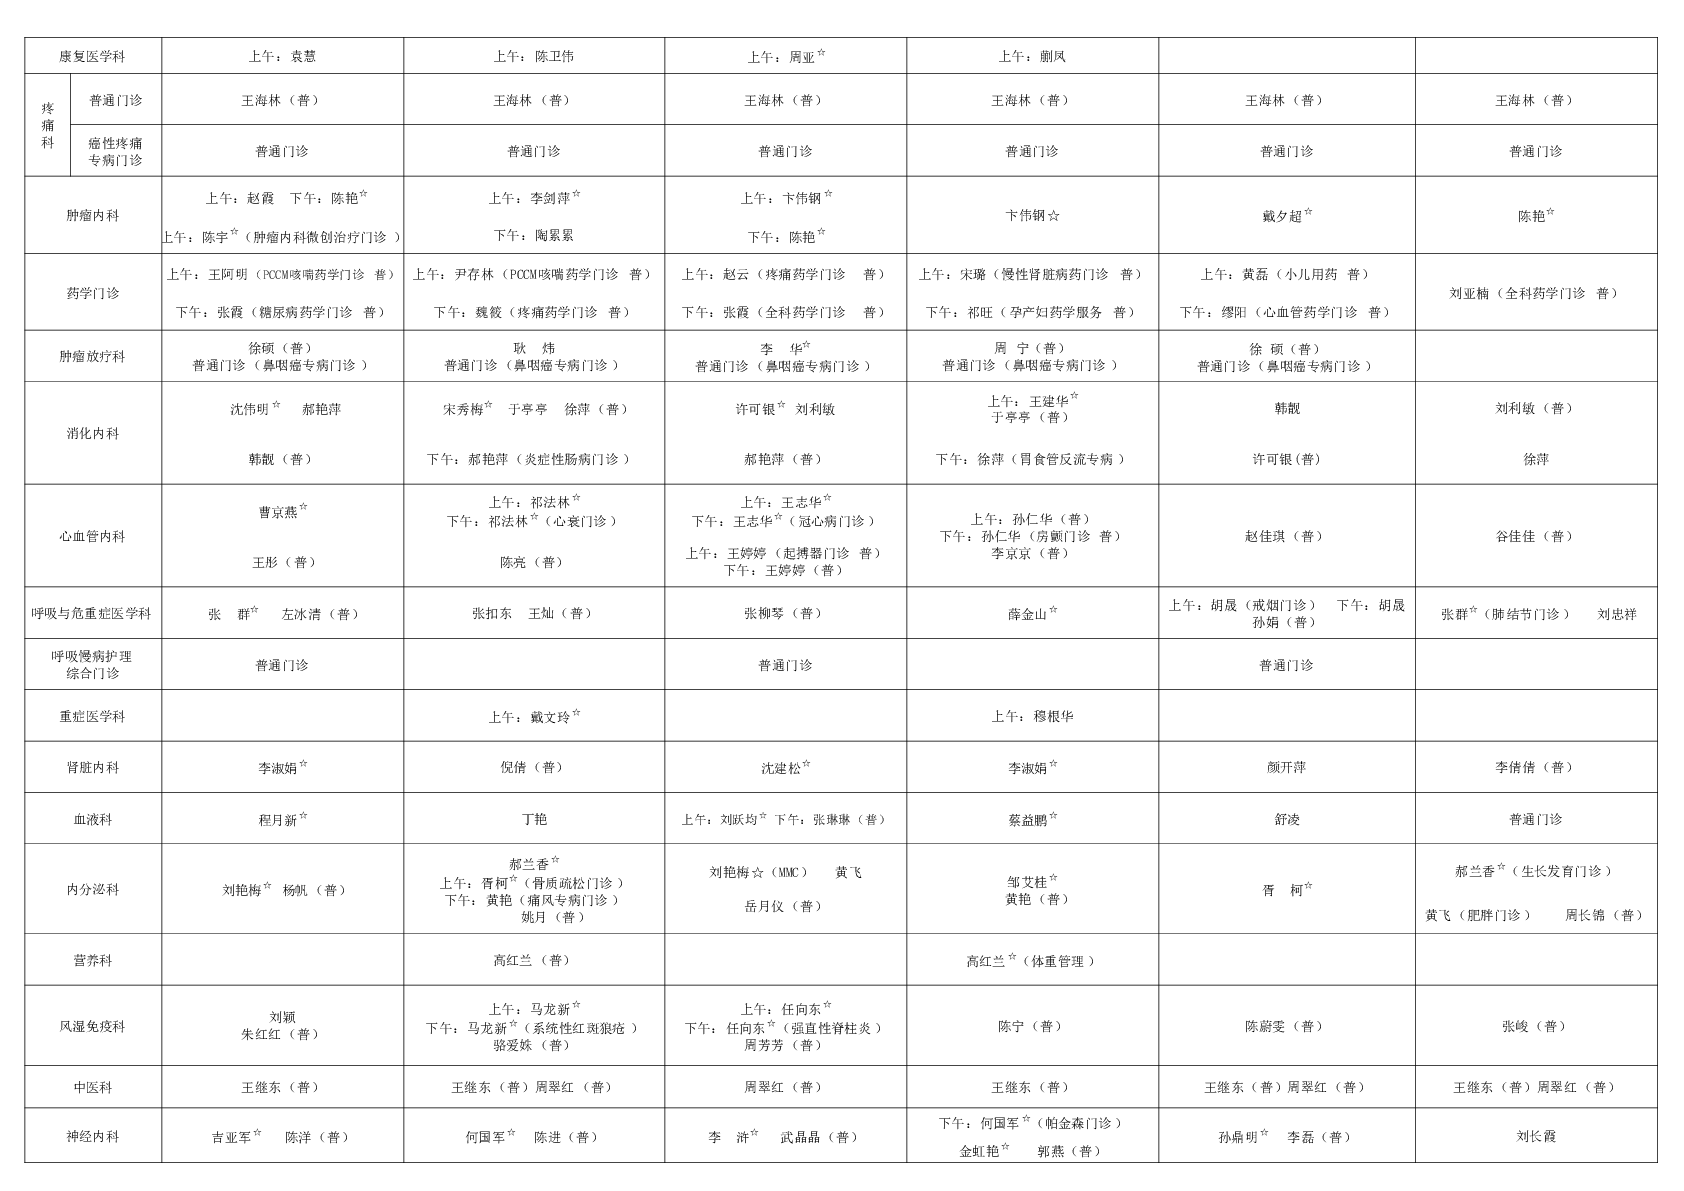 康复医学科 上午：袁慧 上午：陈卫伟 上午：周亚☆ 上午：蒯凤
疼痛科 普通门诊 王海林（普） 王海林（普） 王海林（普） 王海林（普） 王海林（普） 王海林（普）
癌性疼痛
专病门诊 普通门诊 普通门诊 普通门诊 普通门诊 普通门诊 普通门诊
肿瘤内科
上午：赵霞 下午：陈艳☆
上午：陈宇☆（肿瘤内科微创治疗门诊）
上午：李剑萍☆
下午：陶累累
上午：卞伟钢☆
下午：陈艳☆
卞伟钢☆
戴夕超☆
陈艳☆
药学门诊
上午：王阿明（PCCM咳喘药学门诊 普）
下午：张霞（糖尿病药学门诊 普）
上午：尹存林（PCCM咳喘药学门诊 普）
下午：魏筱（疼痛药学门诊 普）
上午：赵云（疼痛药学门诊 普）
下午：张霞（全科药学门诊 普）
上午：宋璐（慢性肾脏病药门诊 普）
下午：祁旺（孕产妇药学服务 普）
上午：黄磊（小儿用药 普）
下午：缪阳（心血管药学门诊 普）
刘亚楠（全科药学门诊 普）
肿瘤放疗科
徐硕（普）
普通门诊（鼻咽癌专病门诊）
耿 炜
普通门诊（鼻咽癌专病门诊）
李 华☆
普通门诊（鼻咽癌专病门诊）
周 宁（普）
普通门诊（鼻咽癌专病门诊）
徐 硕（普）
普通门诊（鼻咽癌专病门诊）
消化内科
沈伟明☆ 郝艳萍
韩靓（普）
宋秀梅☆ 于亭亭 徐萍（普）
下午：郝艳萍（炎症性肠病门诊）
许可银☆ 刘利敏
郝艳萍（普）
上午：王建华☆
于亭亭（普）
下午：徐萍（胃食管反流专病）
韩靓
许可银(普)
刘利敏（普）
徐萍
心血管内科
曹京燕☆
王彤（普）
上午：祁法林☆
下午：祁法林☆（心衰门诊）
陈亮（普）
上午：王志华☆
下午：王志华☆（冠心病门诊）
上午：王婷婷（起搏器门诊 普）
下午：王婷婷（普）
上午：孙仁华（普）
下午：孙仁华（房颤门诊 普）
李京京（普）
赵佳琪（普）
谷佳佳（普）
呼吸与危重症医学科
张 群☆ 左冰清（普）
张扣东 王灿（普）
张柳琴（普）
薛金山☆
上午：胡晟（戒烟门诊） 下午：胡晟
孙娟（普）
张群☆（肺结节门诊） 刘忠祥
呼吸慢病护理
综合门诊 普通门诊 普通门诊 普通门诊
重症医学科 上午：戴文玲☆ 上午：穆根华
肾脏内科 李淑娟☆ 倪倩（普） 沈建松☆ 李淑娟☆ 颜开萍 李倩倩（普）
血液科 程月新☆ 丁艳 上午：刘跃均☆ 下午：张琳琳（普） 蔡益鹏☆ 舒凌 普通门诊
内分泌科
刘艳梅☆ 杨帆（普）
郝兰香☆
上午：胥柯☆（骨质疏松门诊）
下午：黄艳（痛风专病门诊）
姚月（普）
刘艳梅☆（MMC） 黄飞
岳月仪（普）
邹艾桂☆
黄艳（普）
胥 柯☆
郝兰香☆（生长发育门诊）
黄飞（肥胖门诊） 周长锦（普）
营养科 高红兰（普） 高红兰☆（体重管理）
风湿免疫科
刘颖
朱红红（普）
上午：马龙新☆
下午：马龙新☆（系统性红斑狼疮）
骆爱姝（普）
上午：任向东☆
下午：任向东☆（强直性脊柱炎）
周芳芳（普）
陈宁（普）
陈蔚雯（普）
张峻（普）
中医科 王继东（普） 王继东（普）周翠红（普） 周翠红（普） 王继东（普） 王继东（普）周翠红（普） 王继东（普）周翠红（普）
神经内科
吉亚军☆ 陈洋（普）
何国军☆ 陈进（普）
李 浒☆ 武晶晶（普）
下午：何国军☆（帕金森门诊）
金虹艳☆ 郭燕（普）
孙鼎明☆ 李磊（普）
刘长霞